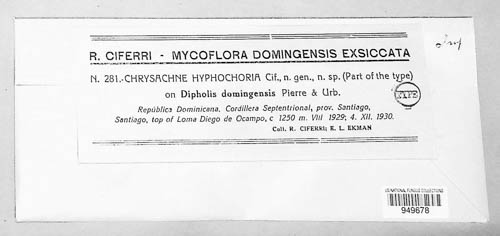 R. CIFERRI - MYCOFLORA DOMINGENSIS EXSICCATA
N. 281.-CHRYSACHNE HYPHOCHORIA Cif., n. gen., n. sp. (Part of the type)
on Dipholis domingensis Pierre & Urb.
TYPE
República Dominicana. Cordillera Septentrional, prov. Santiago,
Santiago, top of Loma Diego de Ocampo, c 1250 m. VIII 1929; 4. XII. 1930.
Coll. R. CIFERRI; E. L. EKMAN
US NATIONAL FUNGUS COLLECTIONS
949678